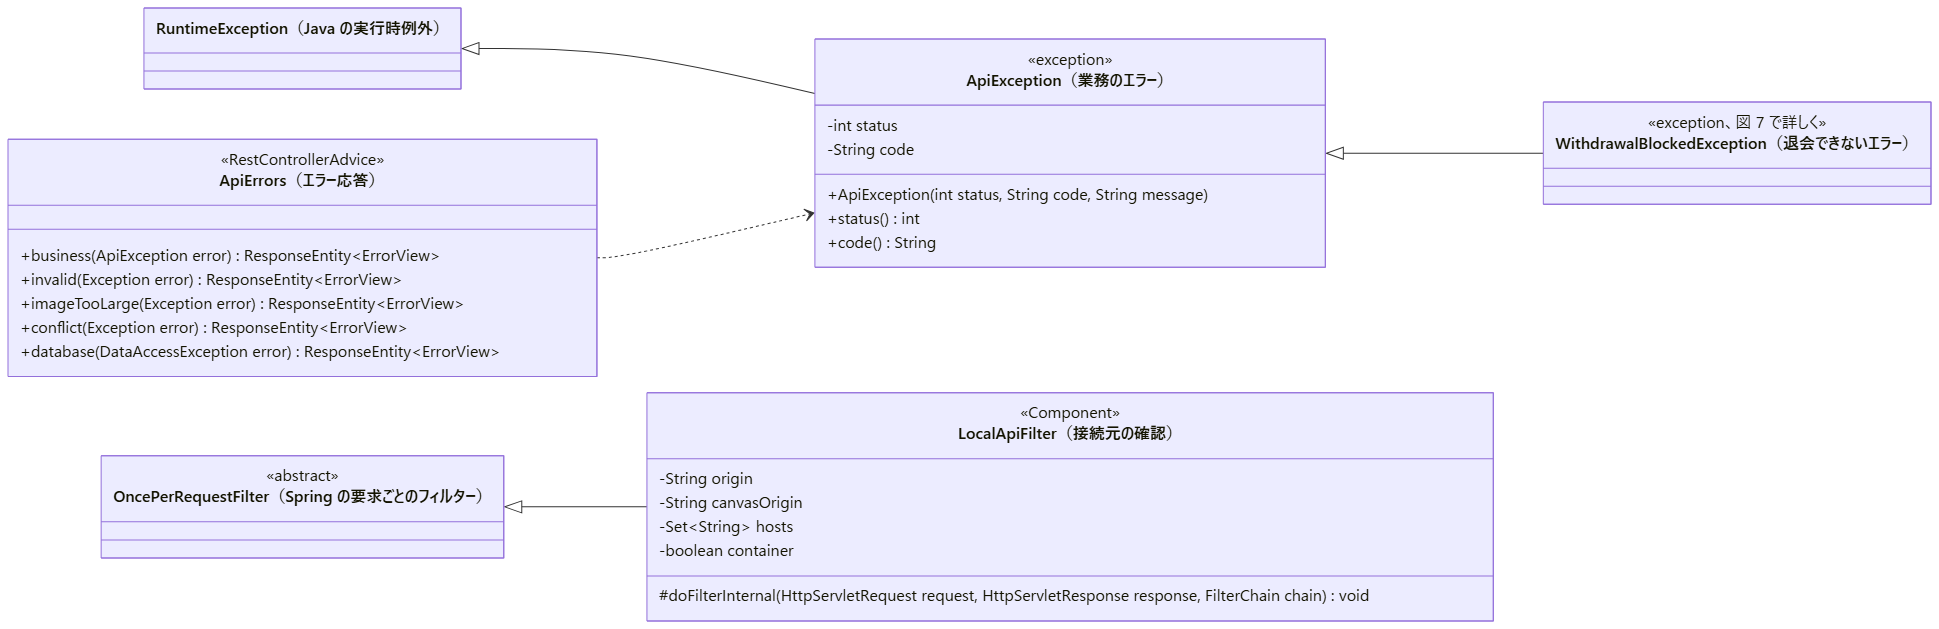 RuntimeException（Java の実行時例外）
«exception»
ApiException（業務のエラー）
-int status
-String code
+ApiException(int status, String code, String message)
+status() : int
+code() : String
«exception、図 7 で詳しく»
WithdrawalBlockedException（退会できないエラー）
«RestControllerAdvice»
ApiErrors（エラー応答）
+business(ApiException error) : ResponseEntity<ErrorView>
+invalid(Exception error) : ResponseEntity<ErrorView>
+imageTooLarge(Exception error) : ResponseEntity<ErrorView>
+conflict(Exception error) : ResponseEntity<ErrorView>
+database(DataAccessException error) : ResponseEntity<ErrorView>
«Component»
LocalApiFilter（接続元の確認）
-String origin
-String canvasOrigin
-Set<String> hosts
-boolean container
#doFilterInternal(HttpServletRequest request, HttpServletResponse response, FilterChain chain) : void
«abstract»
OncePerRequestFilter（Spring の要求ごとのフィルター）